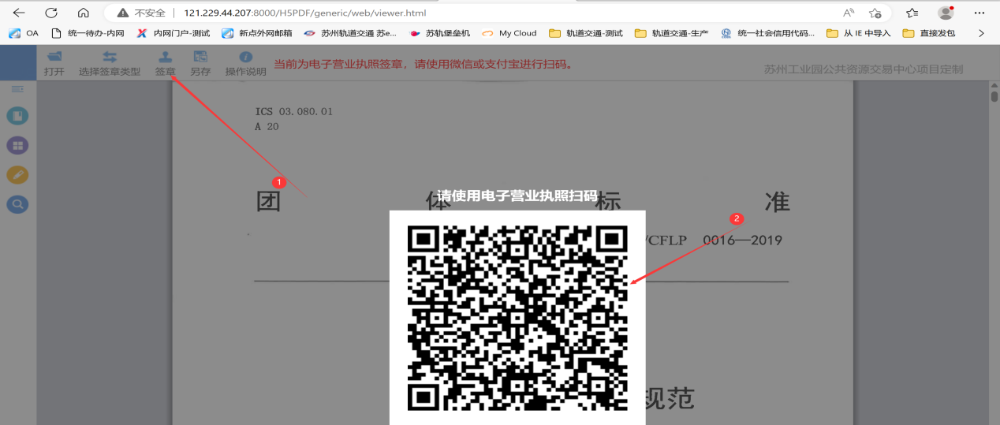 不安全 121.229.44.207:8000/H5PDF/generic/web/viewer.html
OA 统一待办-内网 内网门户-测试 新点外网邮箱 苏州轨道交通 苏e... 苏轨堡垒机 My Cloud 轨道交通-测试 轨道交通-生产 统一社会信用代码... 从 IE 中导入 直接发包
打开 选择签章类型 签章 另存 操作说明 当前为电子营业执照签章，请使用微信或支付宝进行扫码。 苏州工业园公共资源交易中心项目定制
ICS 03.080.01
A 20
1
团 体 标 准
请使用电子营业执照扫码
2
/CFLP 0016—2019
规范